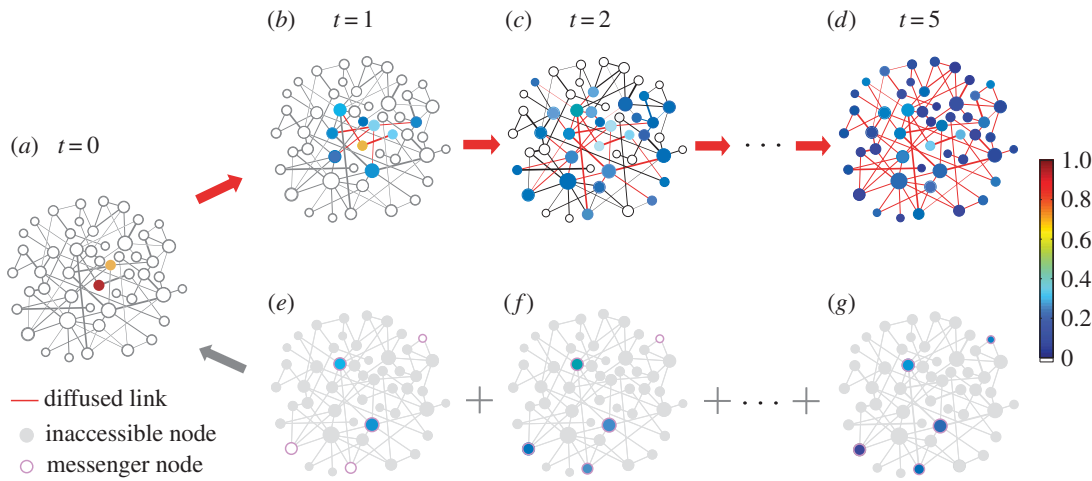 (b) t=1
(c) t=2
(d) t=5
(a) t=0
1.0
0.8
0.6
0.4
0.2
0
(e)
(f)
(g)
+
+ . . . +
. . .
diffused link
inaccessible node
messenger node